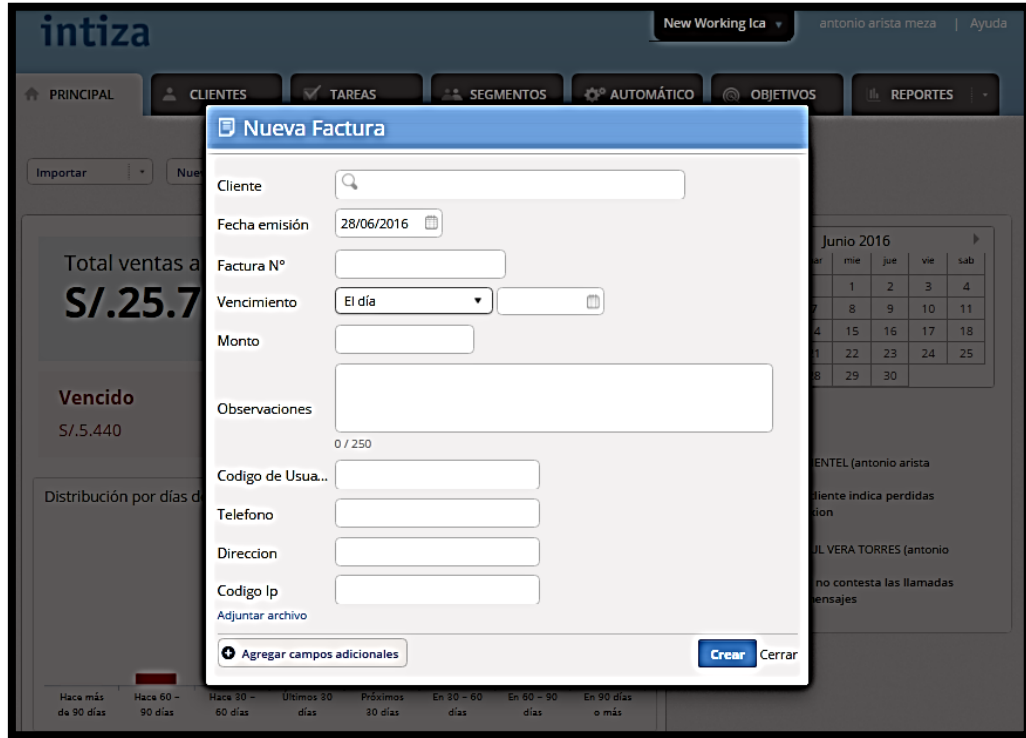 intiza
New Working Ica
antonio arista meza | Ayuda
PRINCIPAL
CLIENTES
TAREAS
SEGMENTOS
AUTOMÁTICO
OBJETIVOS
REPORTES
Nueva Factura
Importar
Cliente
Fecha emisión 28/06/2016
Factura N°
Vencimiento El día
Monto
Observaciones
0 / 250
Codigo de Usua...
Telefono
Direccion
Codigo Ip
Adjuntar archivo
Agregar campos adicionales
Crear Cerrar
Total ventas a
S/.25.7
Vencido
S/.5.440
Distribución por días
Hace más de 90 días
Hace 60 – 90 días
Hace 30 – 60 días
Últimos 30 días
Próximos 30 días
En 30 – 60 días
En 60 – 90 días
En 90 días o más
Junio 2016
mie jue vie sab
1 2 3 4
8 9 10 11
15 16 17 18
22 23 24 25
29 30
(antonio arista
indica perdidas
VERA TORRES (antonio
no contesta las llamadas